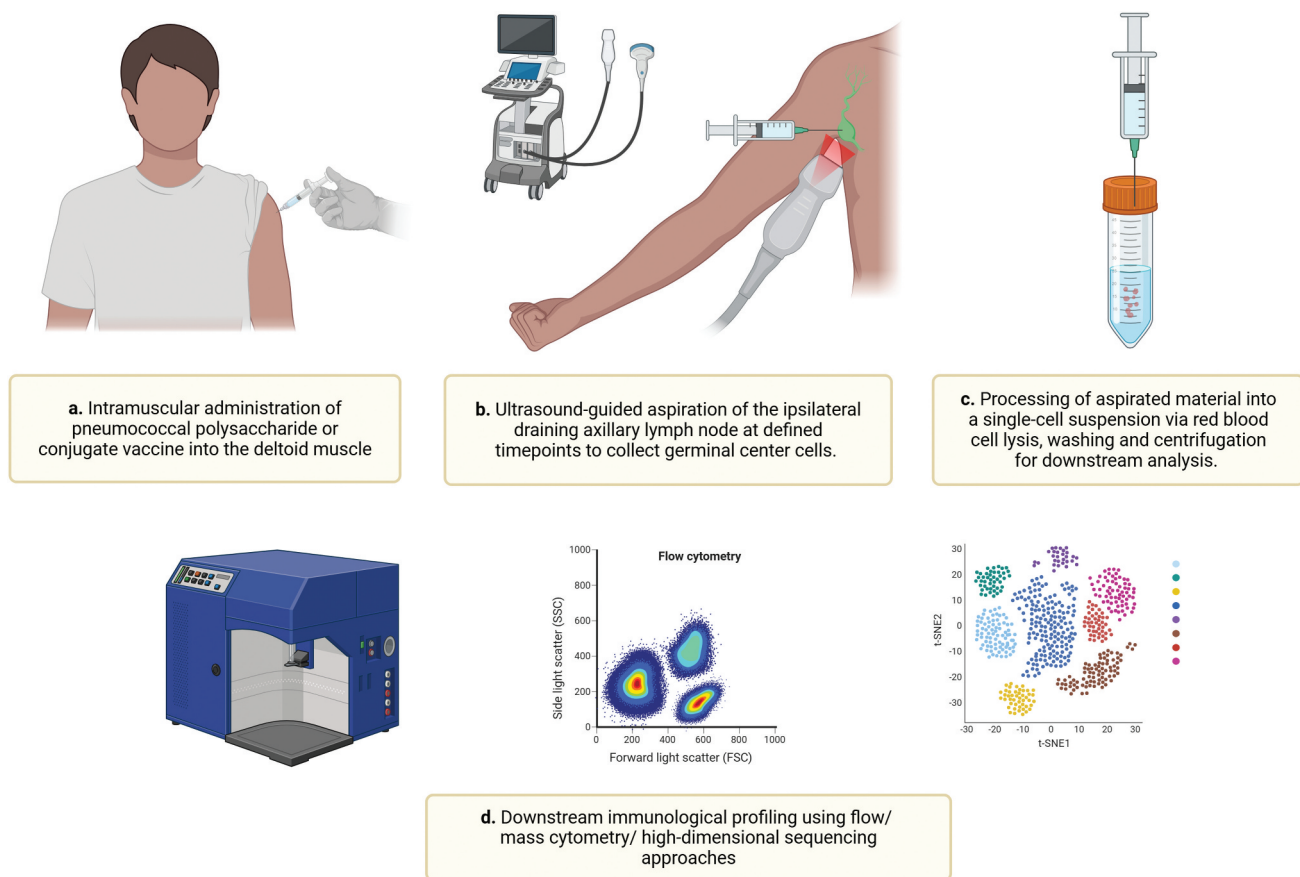 a. Intramuscular administration of
pneumococcal polysaccharide or
conjugate vaccine into the deltoid muscle
b. Ultrasound-guided aspiration of the ipsilateral
draining axillary lymph node at defined
timepoints to collect germinal center cells.
c. Processing of aspirated material into
a single-cell suspension via red blood
cell lysis, washing and centrifugation
for downstream analysis.
Flow cytometry
Side light scatter (SSC)
1000
800
600
400
200
0
0 200 400 600 800 1000
Forward light scatter (FSC)
t-SNE2
30
20
10
0
-10
-20
-30
-30 -20 -10 0 10 20 30
t-SNE1
d. Downstream immunological profiling using flow/
mass cytometry/ high-dimensional sequencing
approaches